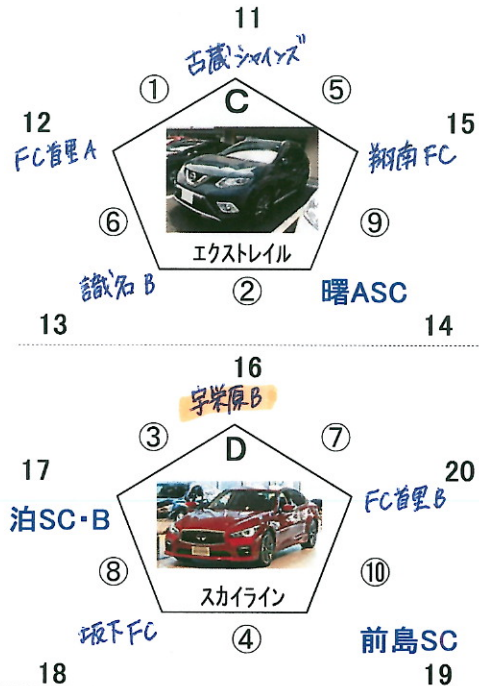 11
古蔵シャインズ
① C ⑤
12 15
FC首里A 翔南FC
⑥ ⑨
エクストレイル
識名B ② 曙ASC
13 14
16
宇栄原B
③ D ⑦
17 20
泊SC・B FC首里B
⑧ ⑩
スカイライン
坂下FC ④ 前島SC
18 19